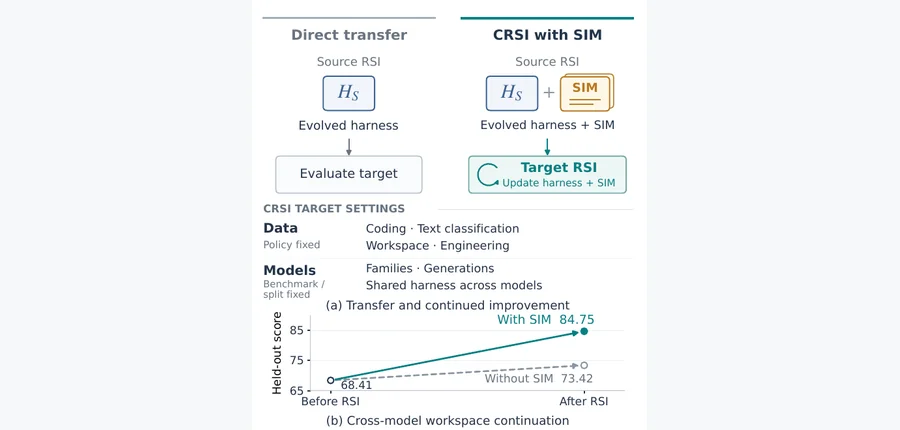 Direct transfer
Source RSI
H_S
Evolved harness
Evaluate target
CRSI with SIM
Source RSI
H_S + SIM
Evolved harness + SIM
Target RSI
Update harness + SIM
CRSI TARGET SETTINGS
Data
Policy fixed
Coding · Text classification
Workspace · Engineering
Models
Benchmark /
split fixed
Families · Generations
Shared harness across models
(a) Transfer and continued improvement
Held-out score
85
75
65
With SIM 84.75
Without SIM 73.42
68.41
Before RSI
After RSI
(b) Cross-model workspace continuation